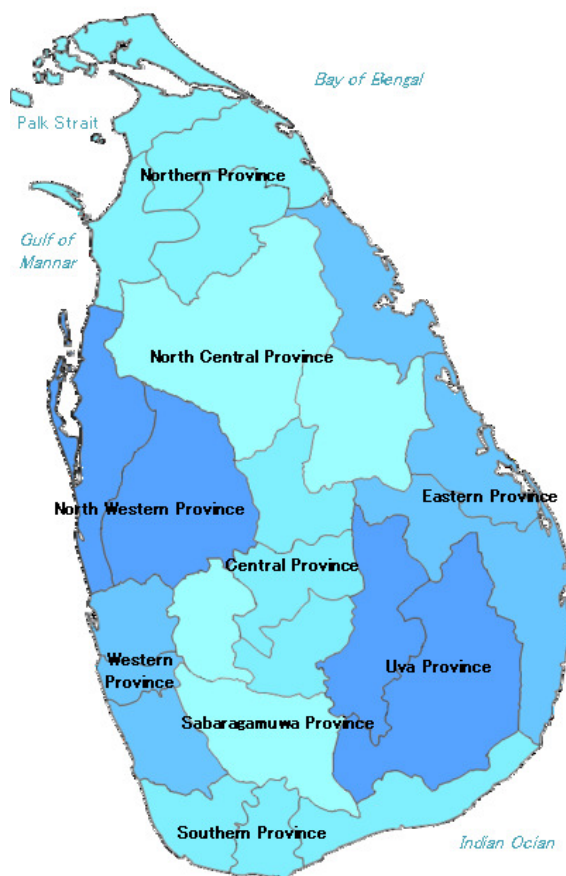 Bay of Bengal
Palk Strait
Northern Province
Gulf of
Mannar
North Central Province
Eastern Province
North Western Province
Central Province
Western
Province
Uva Province
Sabaragamuwa Province
Southern Province
Indian Ocían